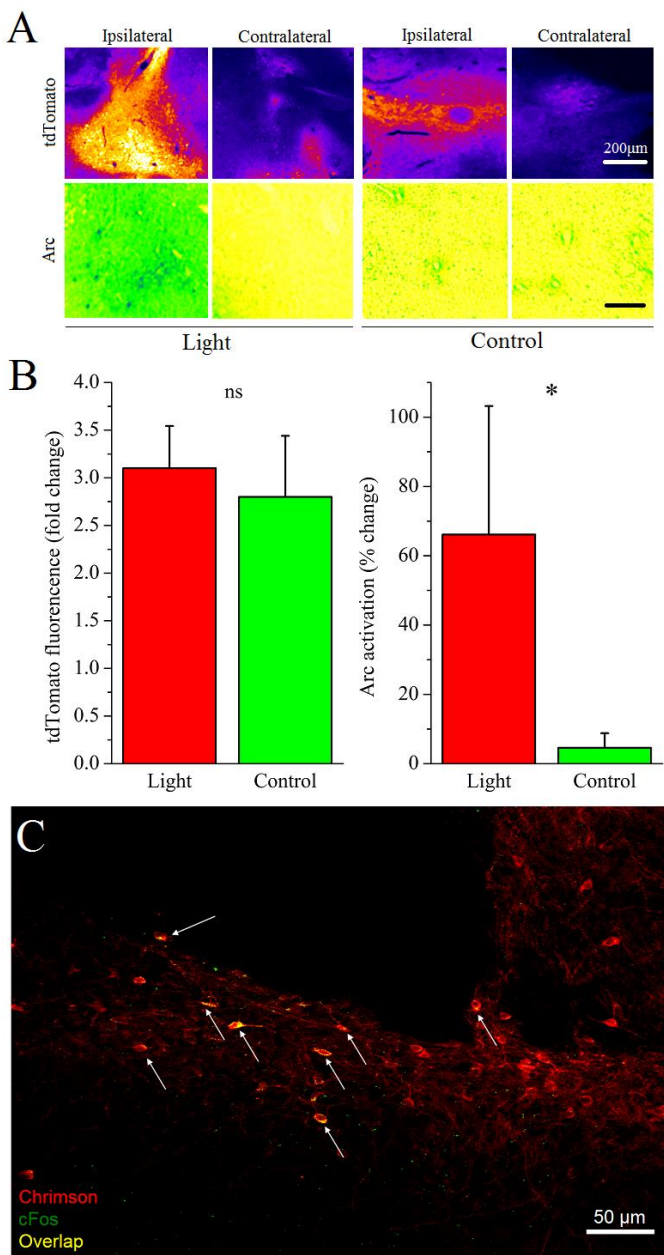 A
Ipsilateral Contralateral Ipsilateral Contralateral
tdTomato
200μm
Arc
Light Control
B
tdTomato fluorencence (fold change)
4.0
3.5
3.0
2.5
2.0
1.5
1.0
0.5
0.0
ns
Light Control
Arc activation (% change)
100
80
60
40
20
0
*
Light Control
C
Chrimson
cFos
Overlap
50 μm